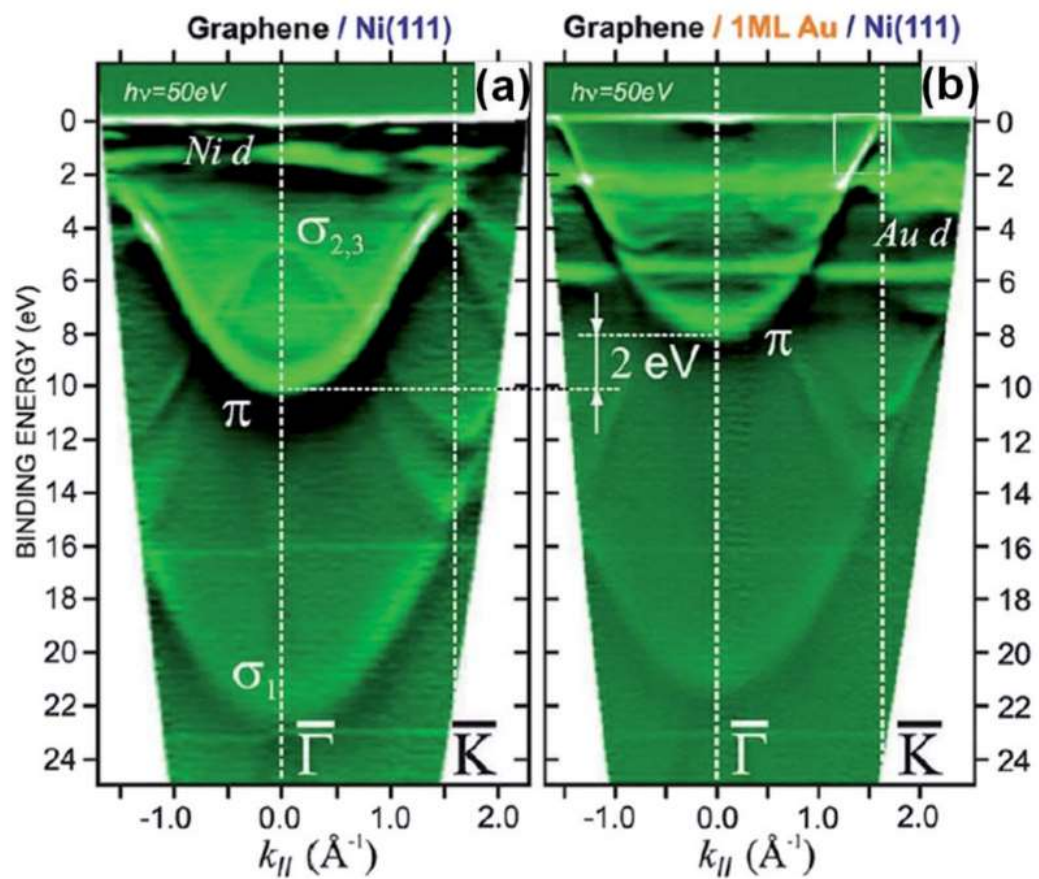 Graphene / Ni(111)
Graphene / 1ML Au / Ni(111)
hν=50eV
(a)
hν=50eV
(b)
0
2
4
6
8
10
12
14
16
18
20
22
24
BINDING ENERGY (eV)
Ni d
σ2,3
π
σ1
Γ̅
K̅
-1.0
0.0
1.0
2.0
k// (Å-1)
Au d
π
2 eV
Γ̅
K̅
0
2
4
6
8
10
12
14
16
18
20
22
24
-1.0
0.0
1.0
2.0
k// (Å-1)